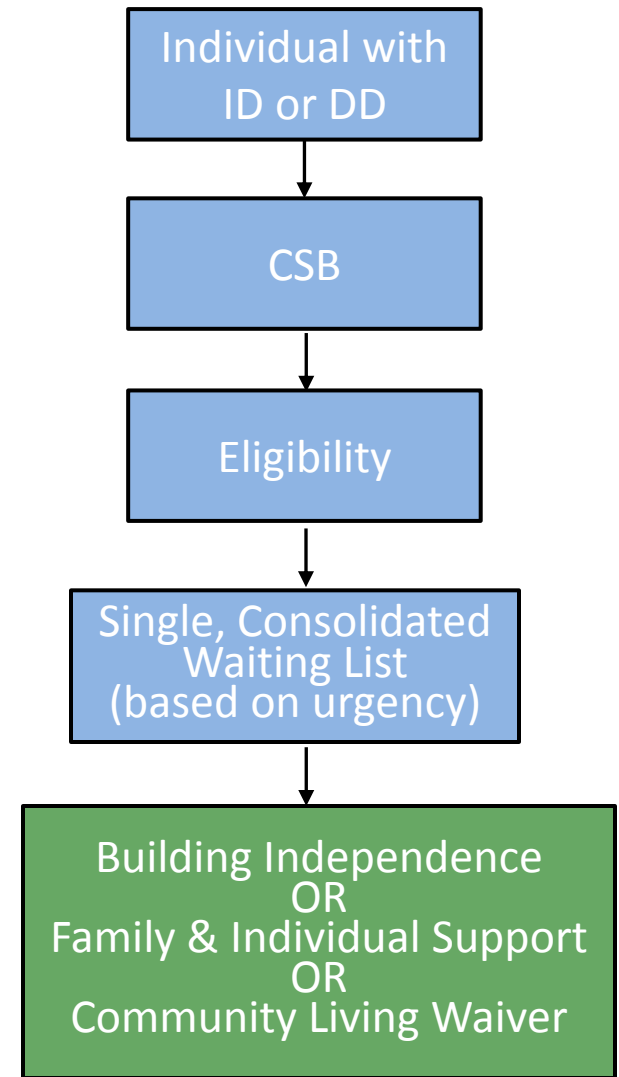 Individual with
ID or DD
CSB
Eligibility
Single, Consolidated
Waiting List
(based on urgency)
Building Independence
OR
Family & Individual Support
OR
Community Living Waiver